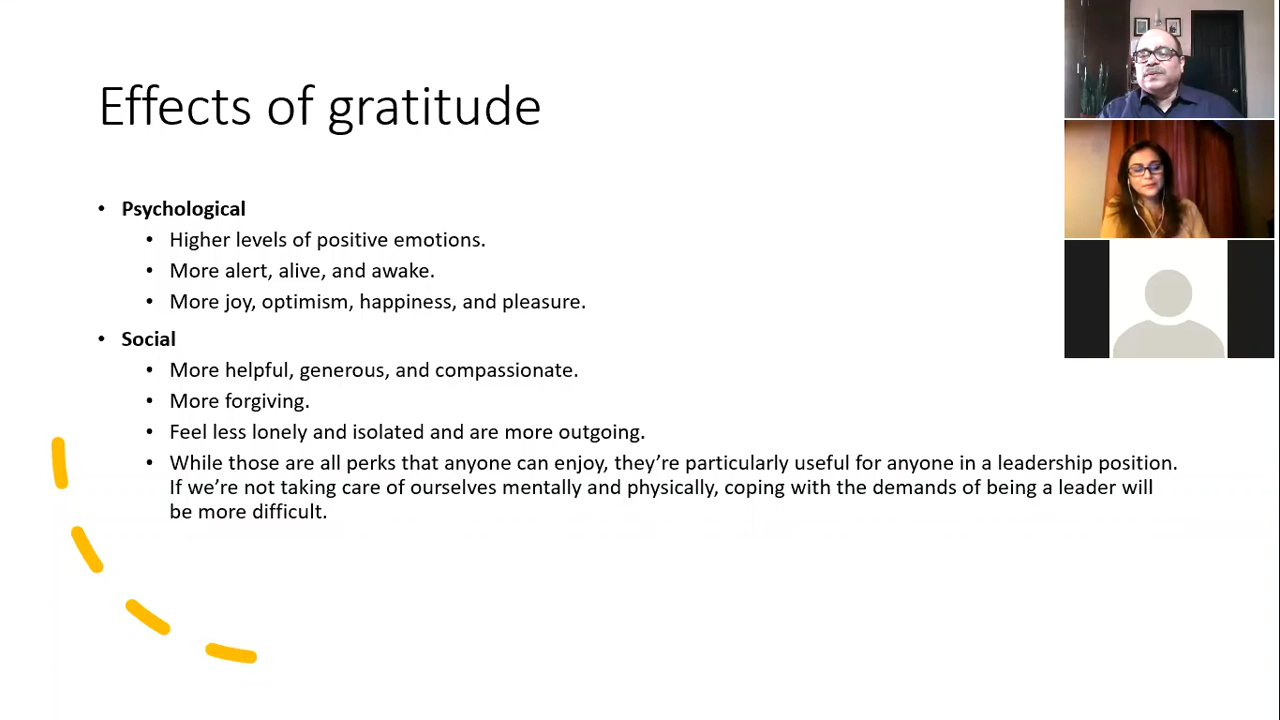 Effects of gratitude
• Psychological
• Higher levels of positive emotions.
• More alert, alive, and awake.
• More joy, optimism, happiness, and pleasure.
• Social
• More helpful, generous, and compassionate.
• More forgiving.
• Feel less lonely and isolated and are more outgoing.
• While those are all perks that anyone can enjoy, they’re particularly useful for anyone in a leadership position.
If we’re not taking care of ourselves mentally and physically, coping with the demands of being a leader will
be more difficult.